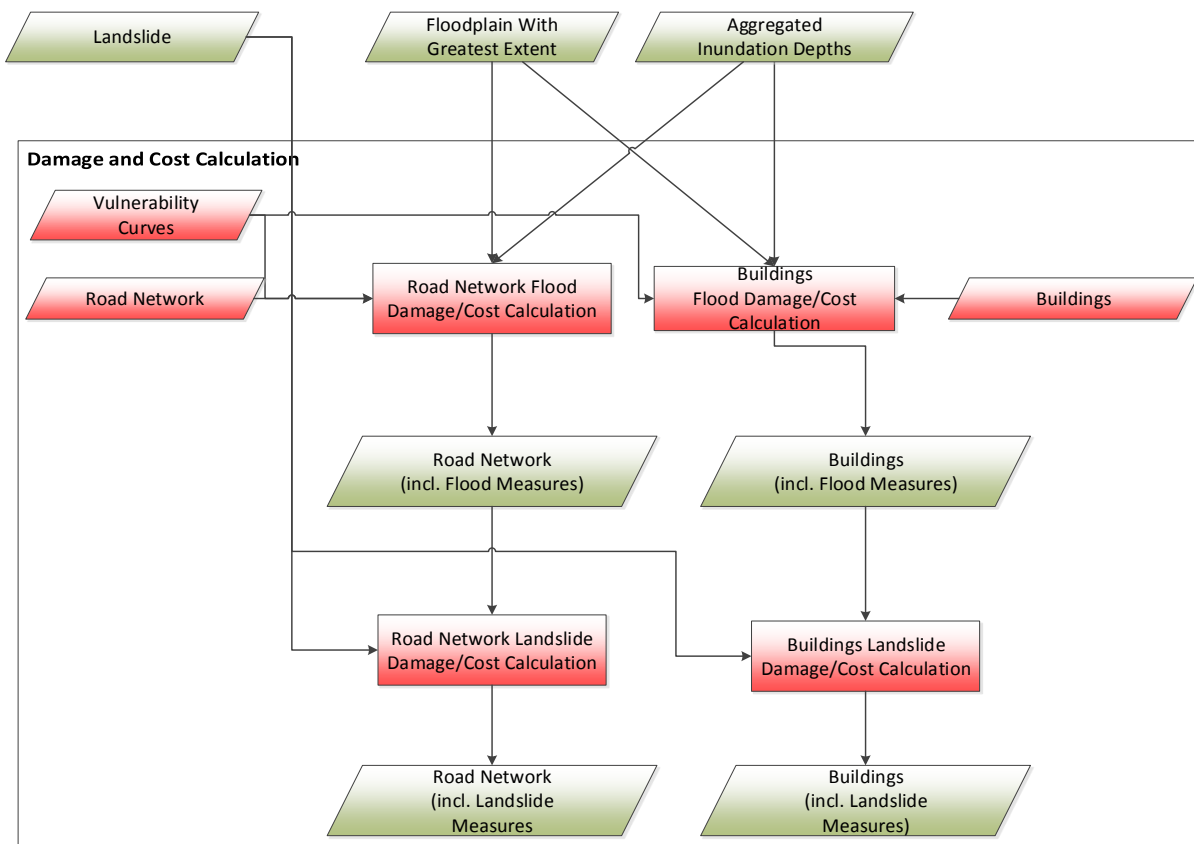 Landslide
Floodplain With
Greatest Extent
Aggregated
Inundation Depths
Damage and Cost Calculation
Vulnerability
Curves
Road Network
Road Network Flood
Damage/Cost Calculation
Buildings
Flood Damage/Cost
Calculation
Buildings
Road Network
(incl. Flood Measures)
Buildings
(incl. Flood Measures)
Road Network Landslide
Damage/Cost Calculation
Buildings Landslide
Damage/Cost Calculation
Road Network
(incl. Landslide
Measures
Buildings
(incl. Landslide
Measures)